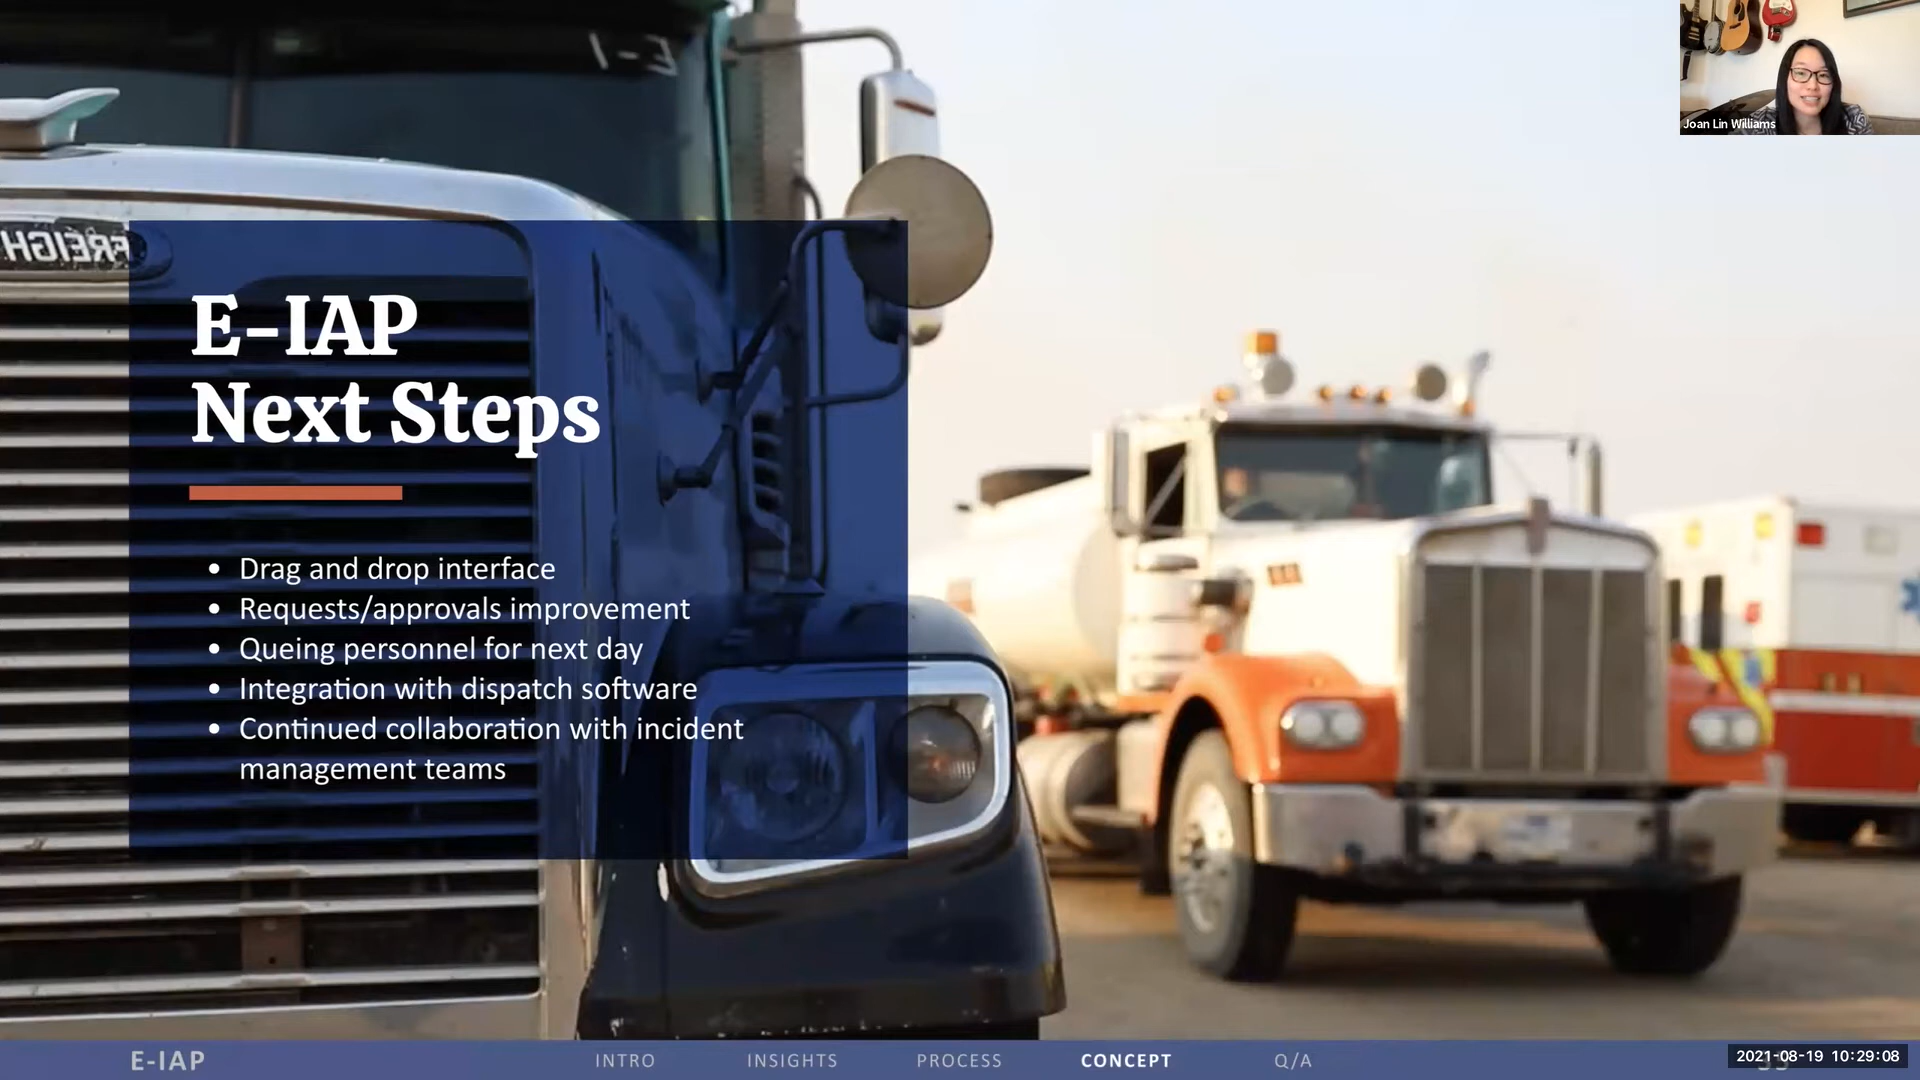 E-1
FREIGH
Joan Lin Williams
E-IAP
Next Steps
• Drag and drop interface
• Requests/approvals improvement
• Queing personnel for next day
• Integration with dispatch software
• Continued collaboration with incident
management teams
E-IAP
INTRO
INSIGHTS
PROCESS
CONCEPT
Q/A
2021-08-19 10:29:08